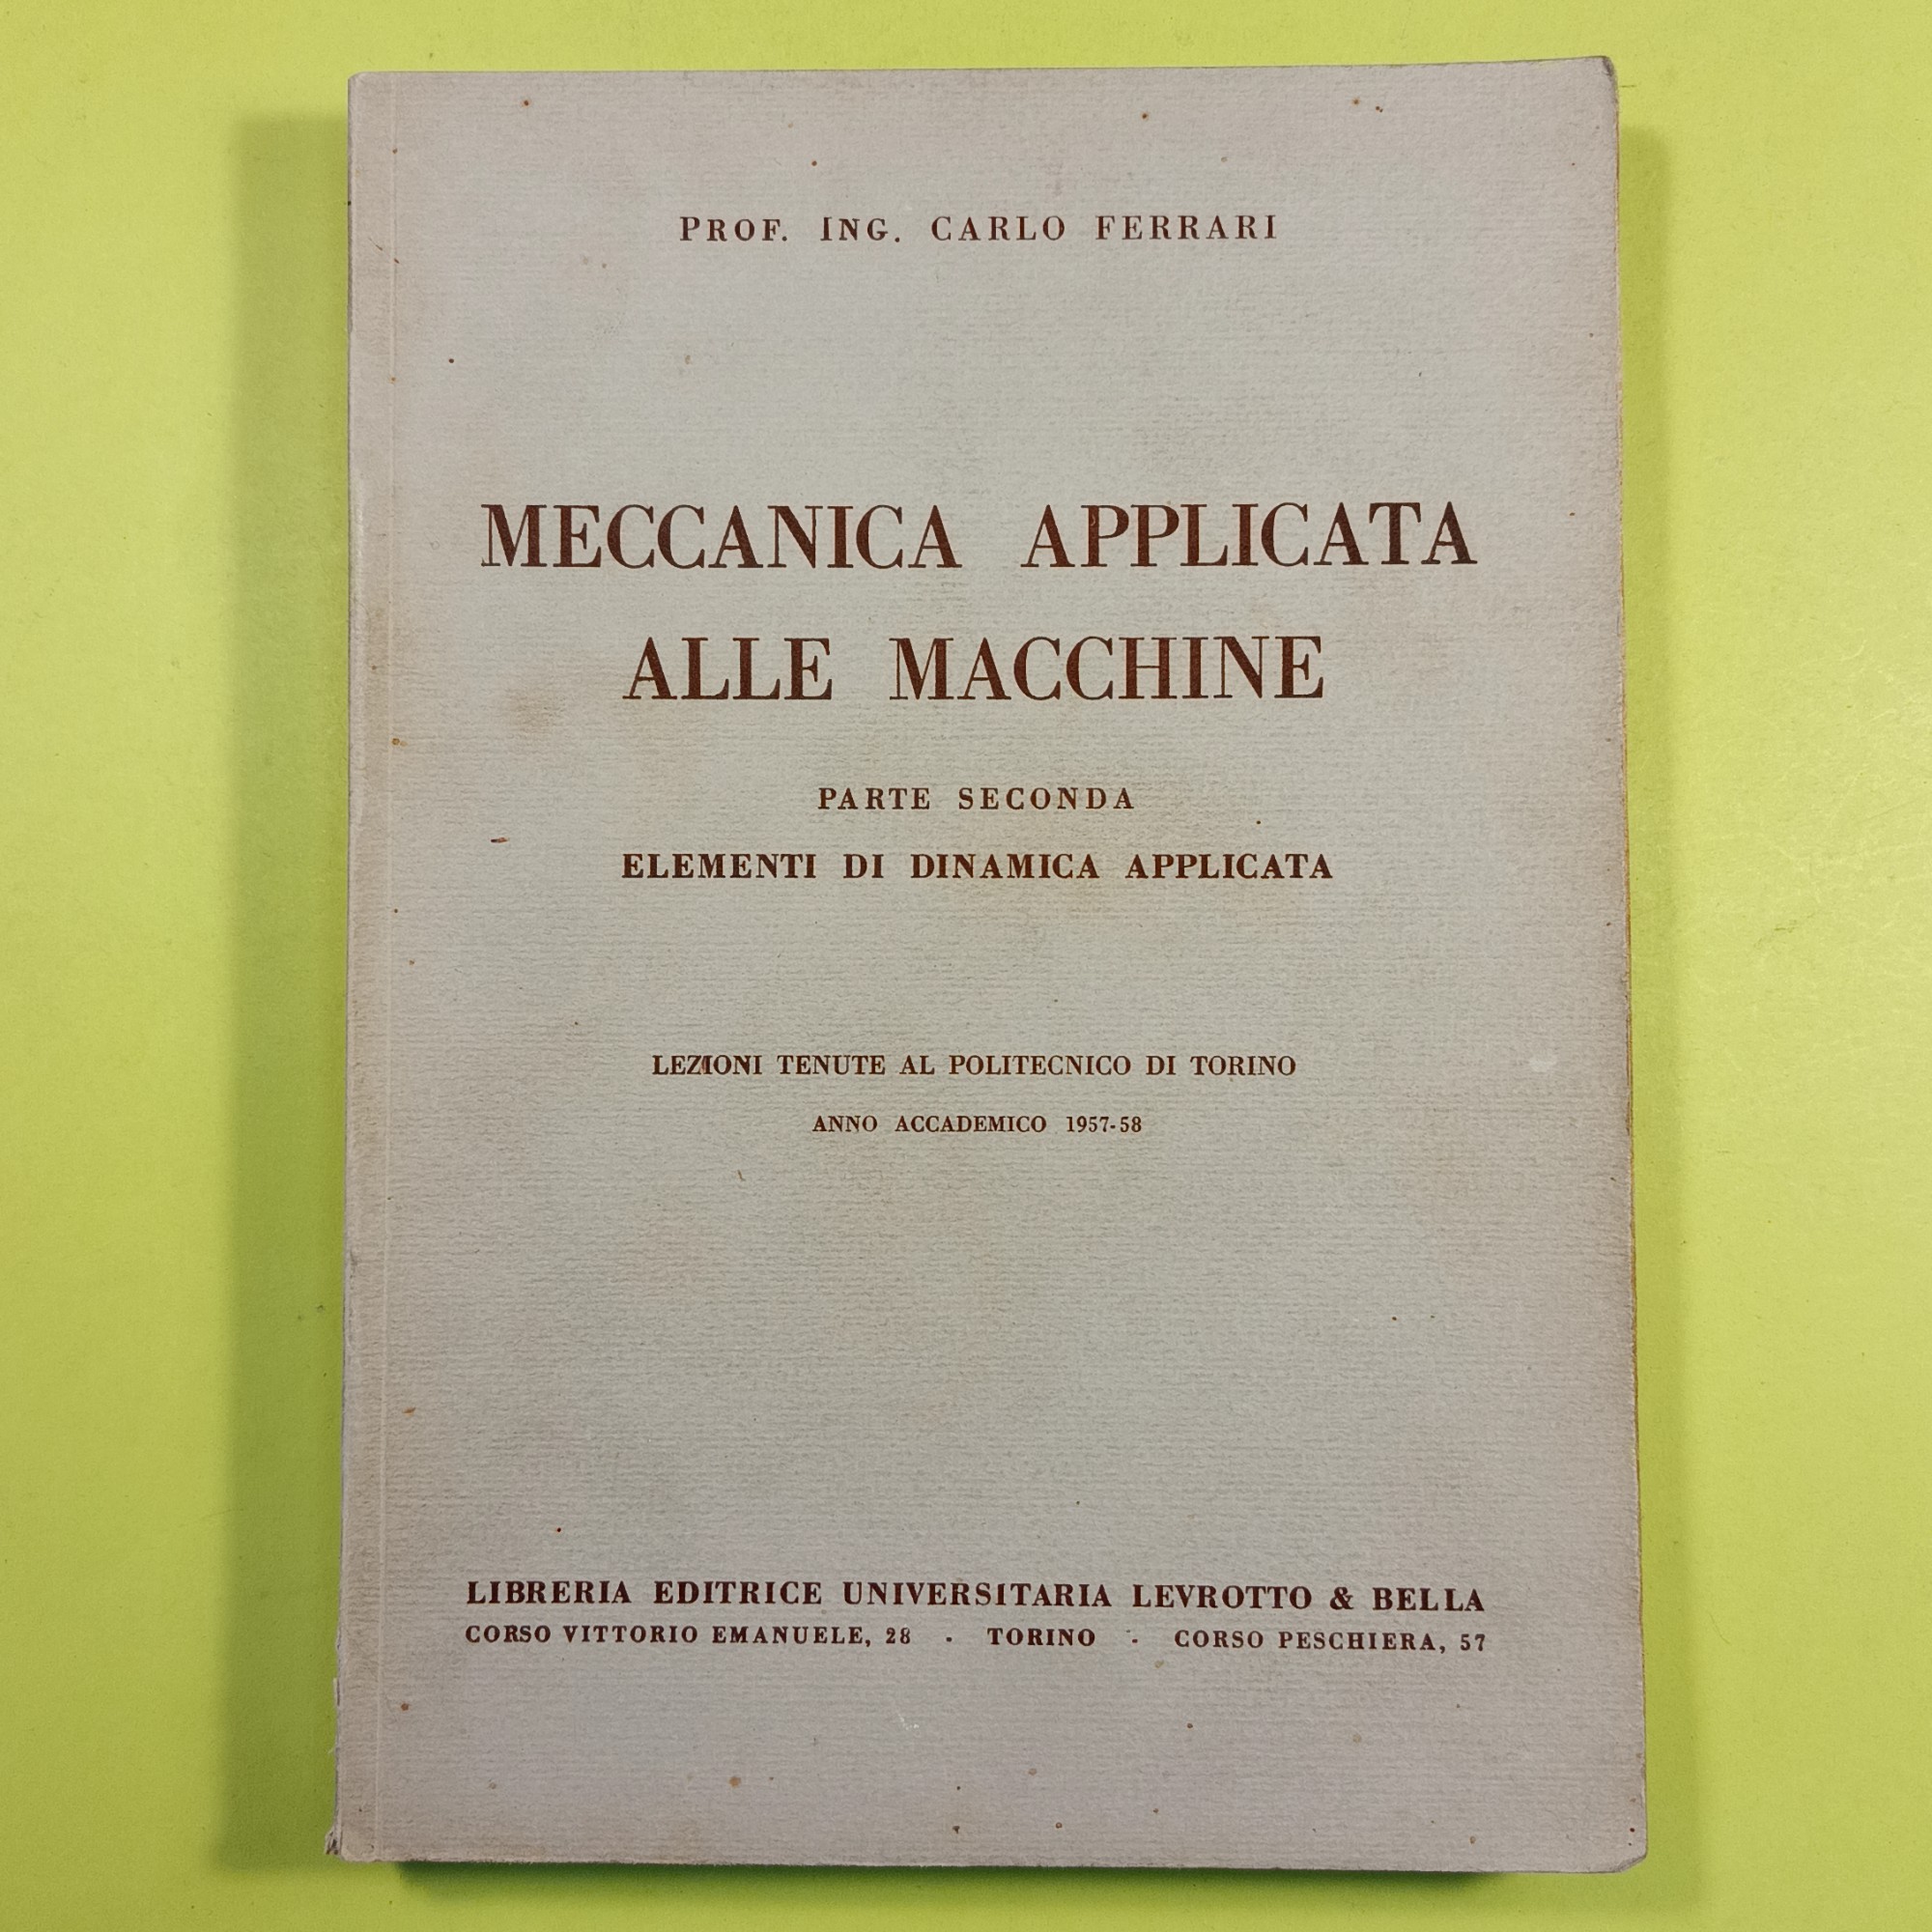 PROF. ING. CARLO FERRARI
MECCANICA APPLICATA
ALLE MACCHINE
PARTE SECONDA
ELEMENTI DI DINAMICA APPLICATA
LEZIONI TENUTE AL POLITECNICO DI TORINO
ANNO ACCADEMICO 1957-58
LIBRERIA EDITRICE UNIVERSITARIA LEVROTTO & BELLA
CORSO VITTORIO EMANUELE, 28 - TORINO - CORSO PESCHIERA, 57